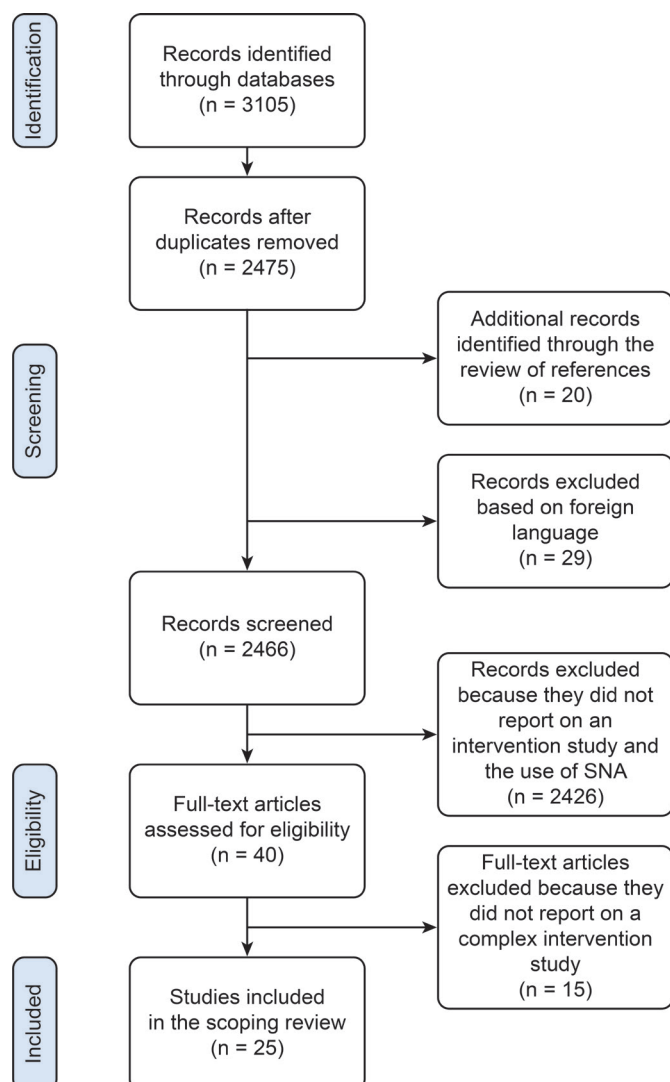 Identification
Records identified
through databases
(n = 3105)
Records after
duplicates removed
(n = 2475)
Screening
Additional records
identified through the
review of references
(n = 20)
Records excluded
based on foreign
language
(n = 29)
Records screened
(n = 2466)
Records excluded
because they did not
report on an
intervention study and
the use of SNA
(n = 2426)
Eligibility
Full-text articles
assessed for eligibility
(n = 40)
Full-text articles
excluded because they
did not report on a
complex intervention
study
(n = 15)
Included
Studies included
in the scoping review
(n = 25)